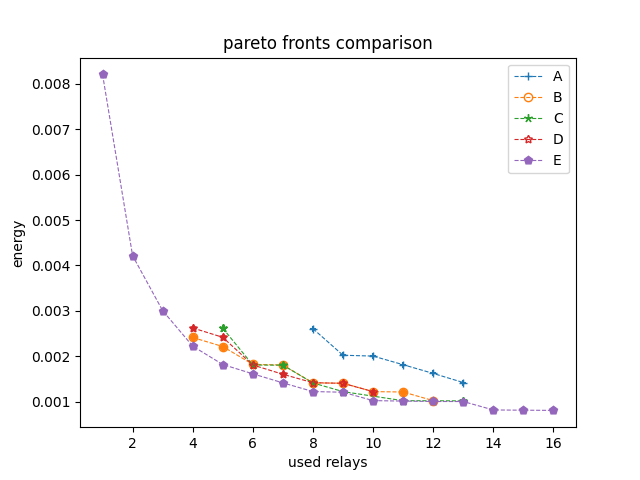 pareto fronts comparison
A
B
C
D
E
0.008
0.007
0.006
0.005
0.004
0.003
0.002
0.001
energy
2 4 6 8 10 12 14 16
used relays